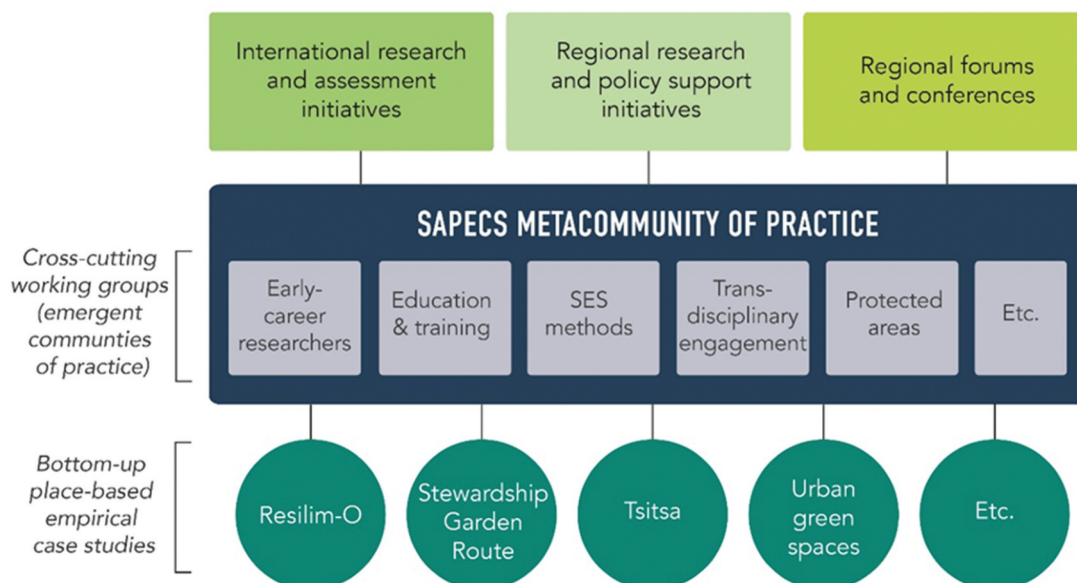 International research
and assessment
initiatives
Regional research
and policy support
initiatives
Regional forums
and conferences
SAPECS METACOMMUNITY OF PRACTICE
Cross-cutting
working groups
(emergent
communties
of practice)
Early-
career
researchers
Education
& training
SES
methods
Trans-
disciplinary
engagement
Protected
areas
Etc.
Bottom-up
place-based
empirical
case studies
Resilim-O
Stewardship
Garden
Route
Tsitsa
Urban
green
spaces
Etc.